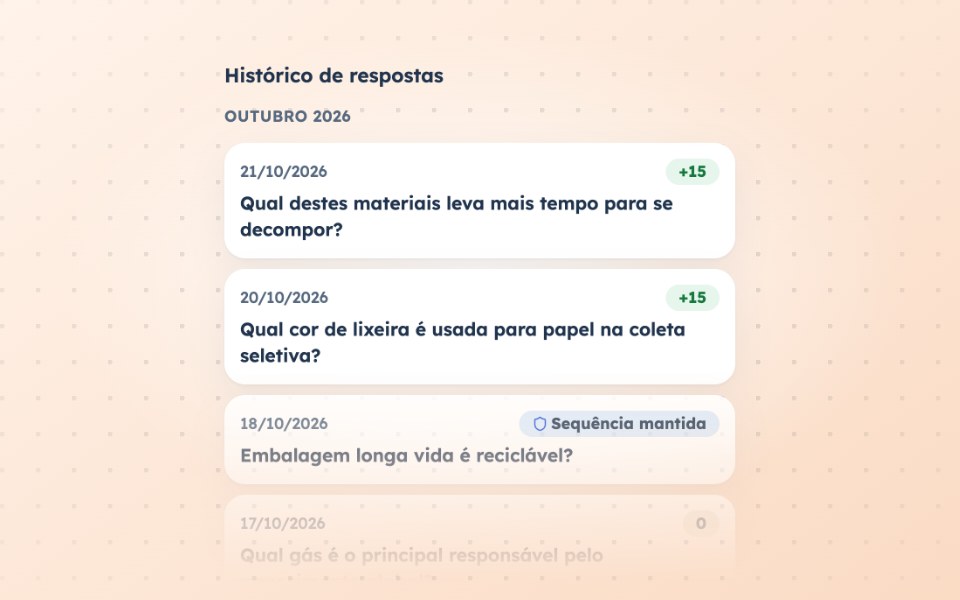 Histórico de respostas
OUTUBRO 2026
21/10/2026
+15
Qual destes materiais leva mais tempo para se
decompor?
20/10/2026
+15
Qual cor de lixeira é usada para papel na coleta
seletiva?
18/10/2026
Sequência mantida
Embalagem longa vida é reciclável?
17/10/2026
0
Qual gás é o principal responsável pelo